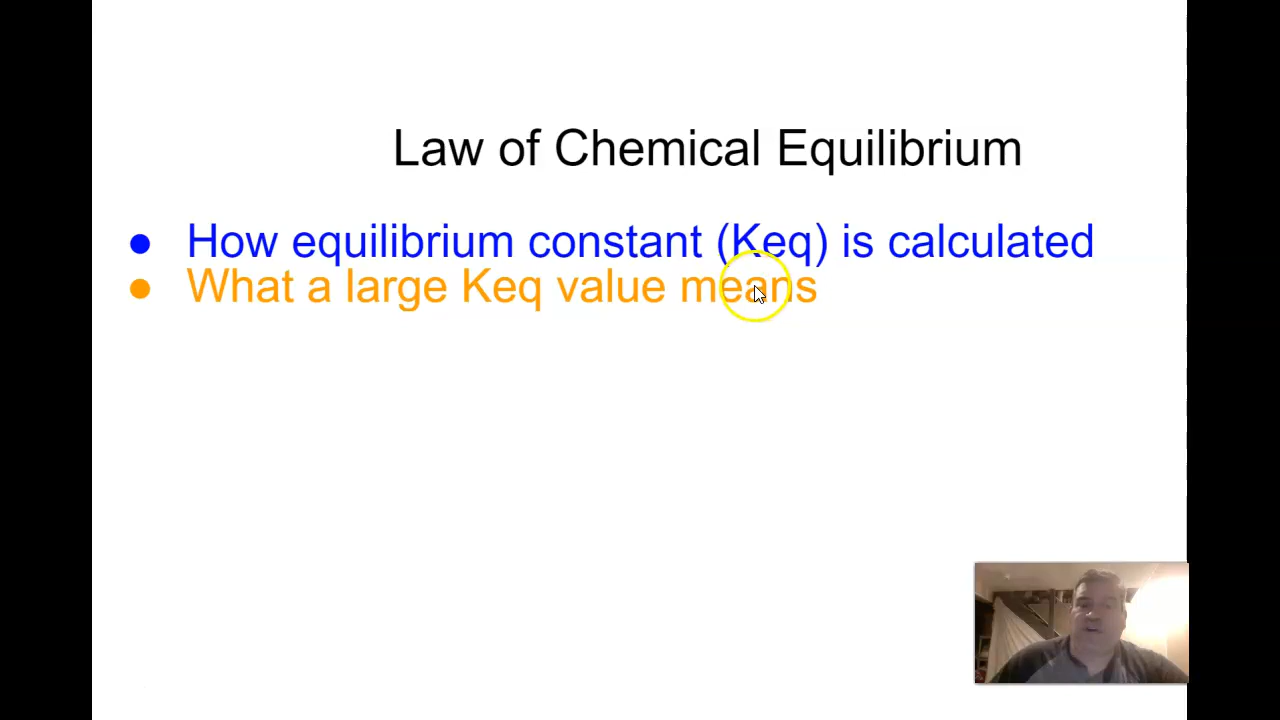 Law of Chemical Equilibrium
● How equilibrium constant (Keq) is calculated
● What a large Keq value means